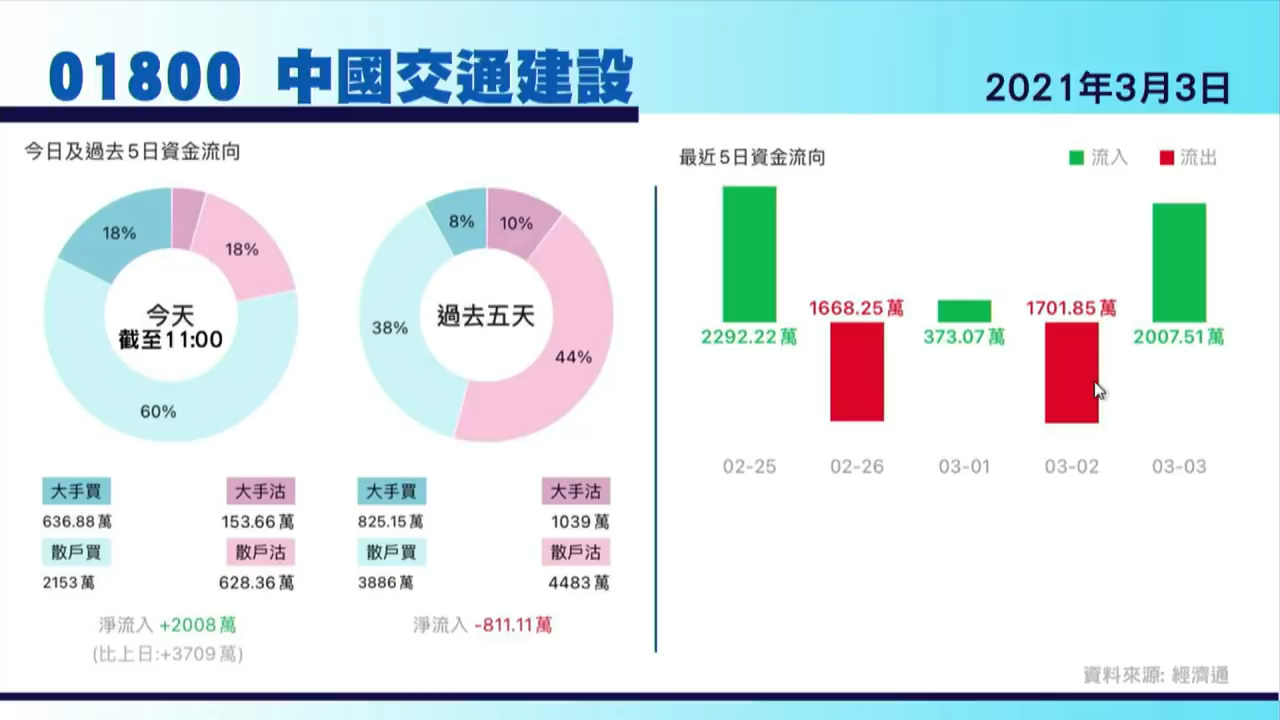 01800 中國交通建設
2021年3月3日
今日及過去5日資金流向
18%
18%
60%
今天
截至11:00
8%
10%
38%
44%
過去五天
大手買
大手沽
636.88萬
153.66萬
散戶買
散戶沽
2153萬
628.36萬
淨流入 +2008萬
(比上日:+3709萬)
大手買
大手沽
825.15萬
1039萬
散戶買
散戶沽
3886萬
4483萬
淨流入 -811.11萬
最近5日資金流向
流入
流出
2292.22萬
1668.25萬
373.07萬
1701.85萬
2007.51萬
02-25
02-26
03-01
03-02
03-03
資料來源: 經濟通